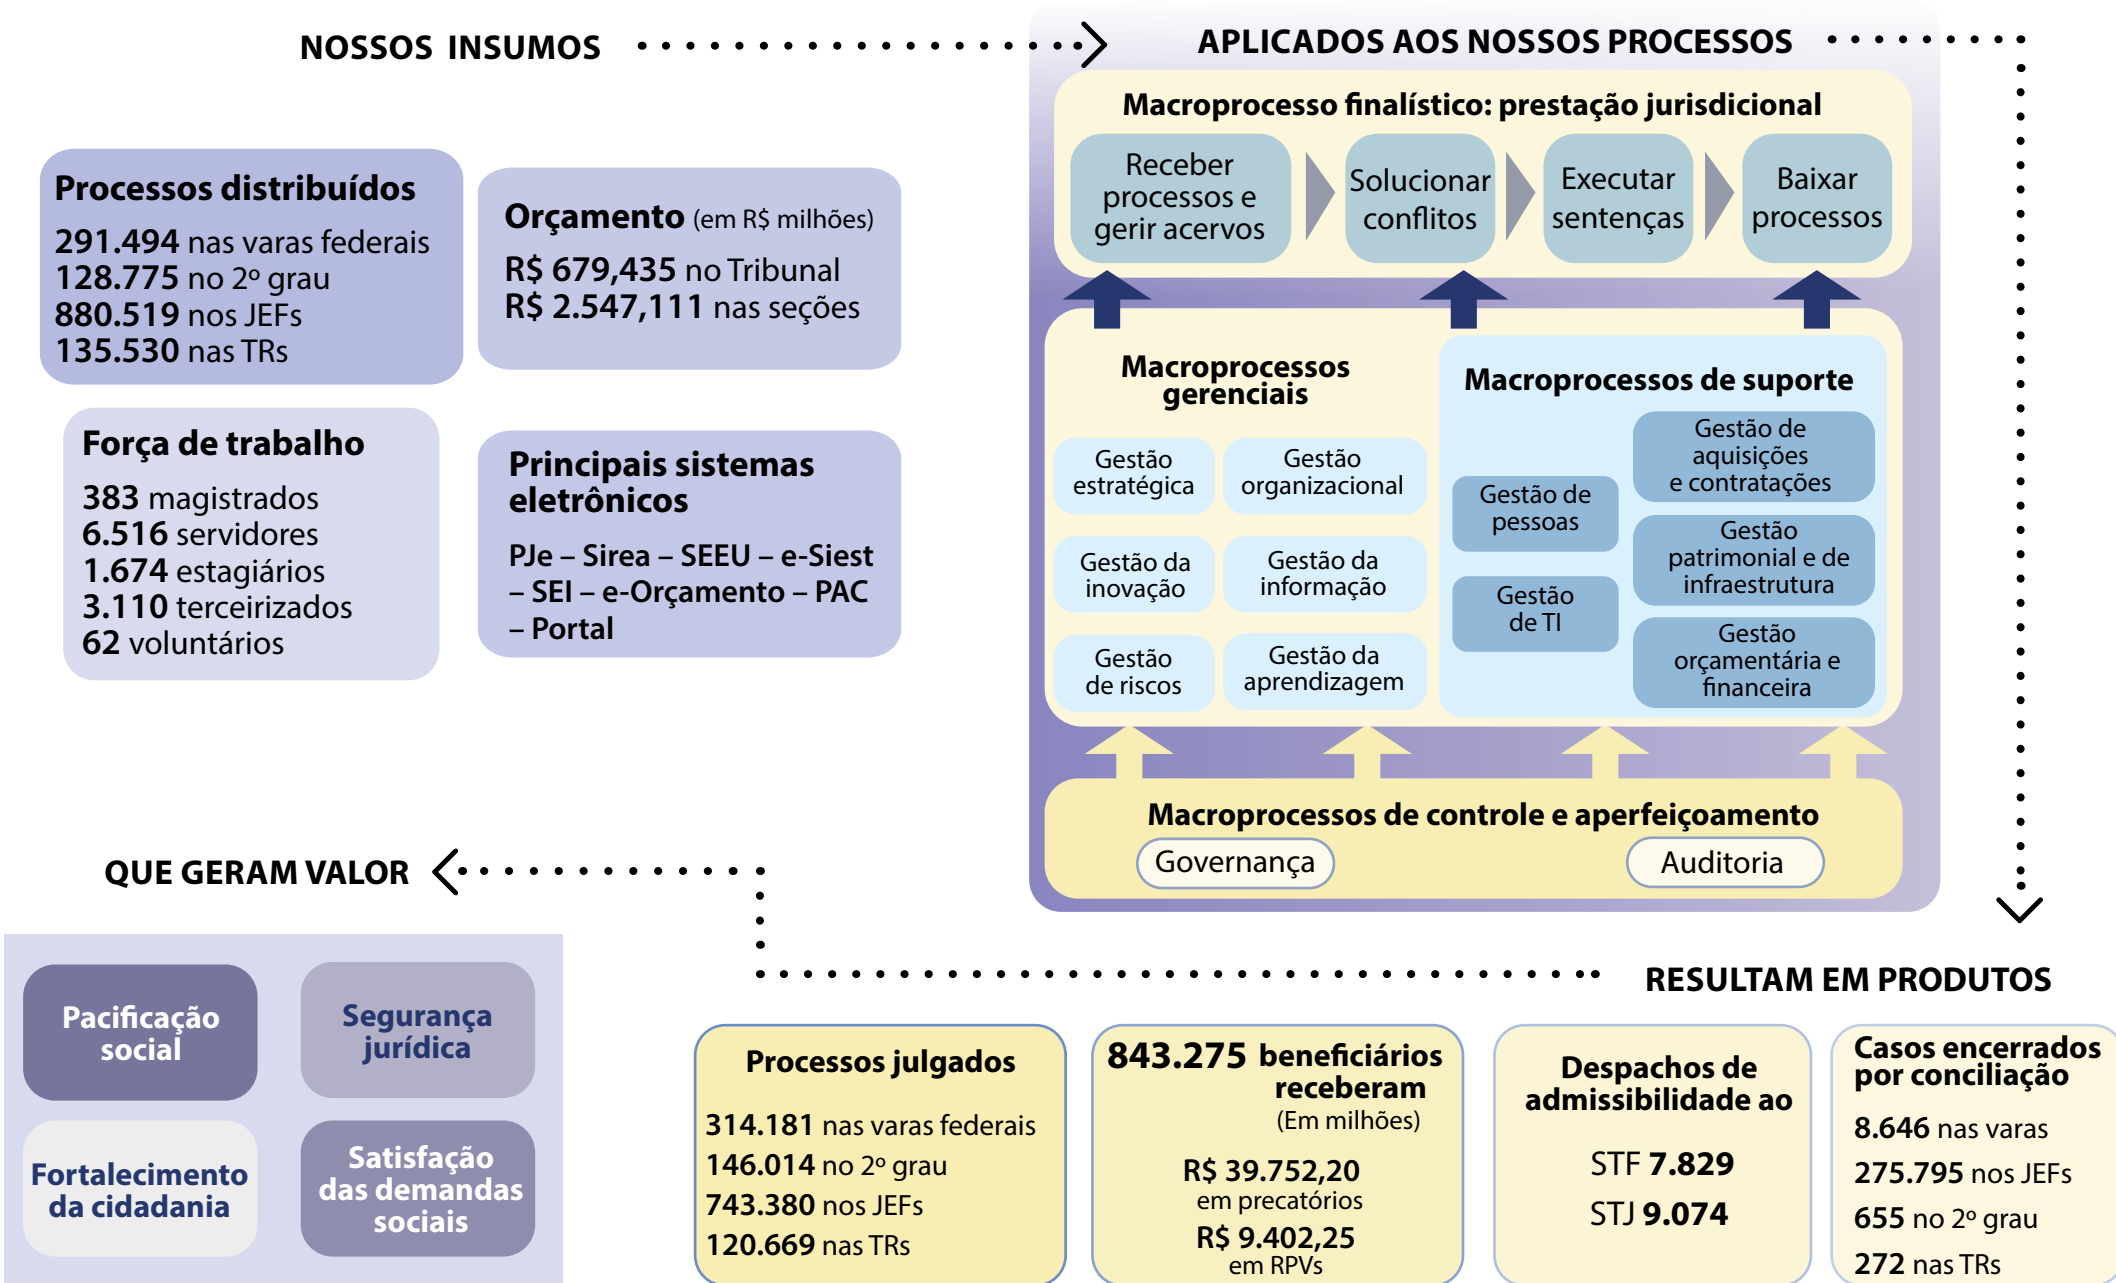 NOSSOS INSUMOS
Processos distribuídos
291.494 nas varas federais
128.775 no 2º grau
880.519 nos JEFs
135.530 nas TRs
Orçamento (em R$ milhões)
R$ 679,435 no Tribunal
R$ 2.547,111 nas seções
Força de trabalho
383 magistrados
6.516 servidores
1.674 estagiários
3.110 terceirizados
62 voluntários
Principais sistemas
eletrônicos
PJe – Sirea – SEEU – e-Siest
– SEI – e-Orçamento – PAC
– Portal
APLICADOS AOS NOSSOS PROCESSOS
Macroprocesso finalístico: prestação jurisdicional
Receber
processos e
gerir acervos
Solucionar
conflitos
Executar
sentenças
Baixar
processos
Macroprocessos
gerenciais
Gestão
estratégica
Gestão
organizacional
Gestão da
inovação
Gestão da
informação
Gestão
de riscos
Gestão da
aprendizagem
Macroprocessos de suporte
Gestão de
pessoas
Gestão
de TI
Gestão de
aquisições
e contratações
Gestão
patrimonial e de
infraestrutura
Gestão
orçamentária e
financeira
Macroprocessos de controle e aperfeiçoamento
Governança
Auditoria
RESULTAM EM PRODUTOS
Processos julgados
314.181 nas varas federais
146.014 no 2º grau
743.380 nos JEFs
120.669 nas TRs
843.275 beneficiários
receberam
(Em milhões)
R$ 39.752,20
em precatórios
R$ 9.402,25
em RPVs
Despachos de
admissibilidade ao
STF 7.829
STJ 9.074
Casos encerrados
por conciliação
8.646 nas varas
275.795 nos JEFs
655 no 2º grau
272 nas TRs
QUE GERAM VALOR
Pacificação
social
Segurança
jurídica
Fortalecimento
da cidadania
Satisfação
das demandas
sociais